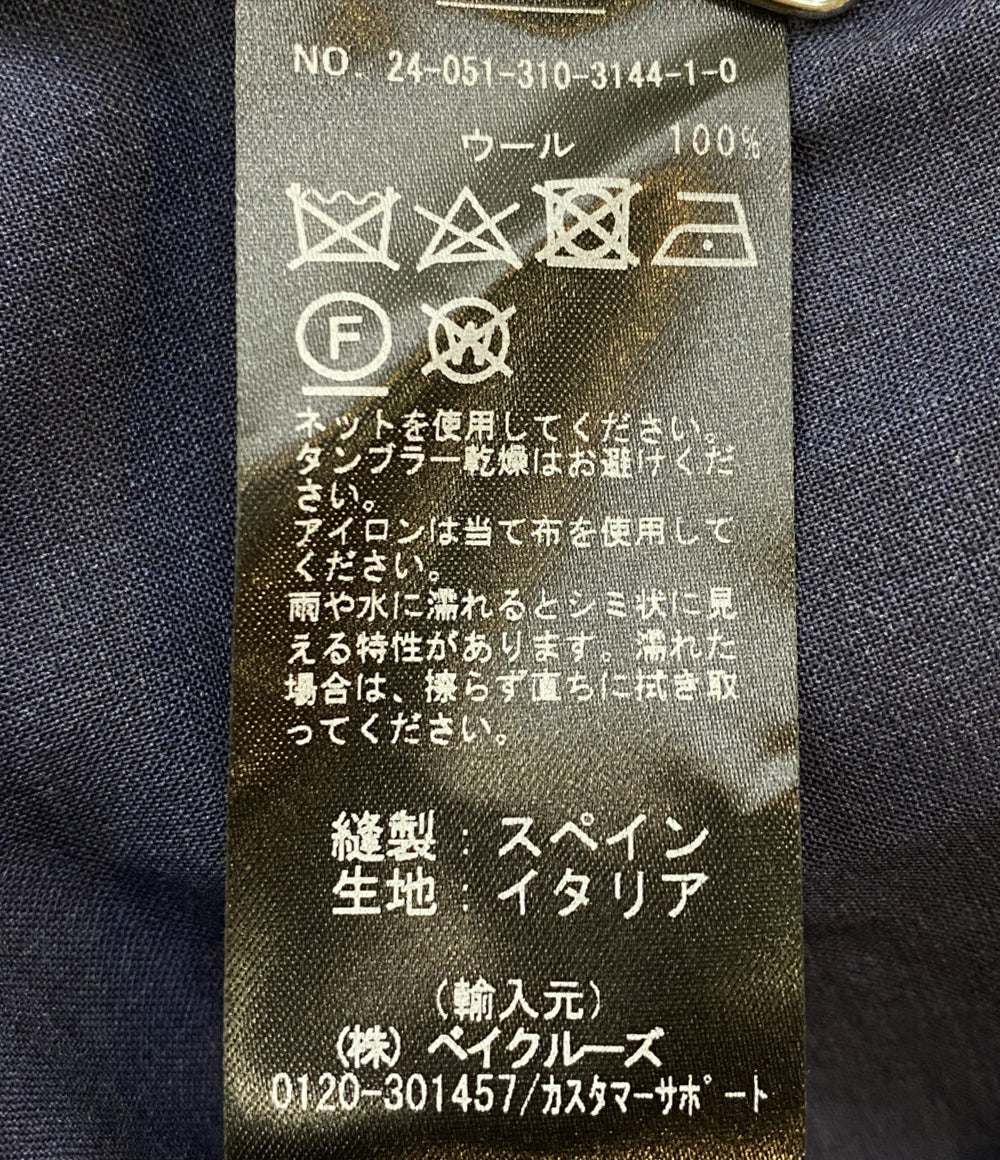 NO. 24-051-310-3144-1-0
ウール 100%
F W
ネットを使用してください。
タンブラー乾燥はお避けくだ
さい。
アイロンは当て布を使用して
ください。
雨や水に濡れるとシミ状に見
える特性があります。濡れた
場合は、擦らず直ちに拭き取
ってください。
縫製:スペイン
生地:イタリア
(輸入元)
(株) ベイクルーズ
0120-301457/カスタマーサポート